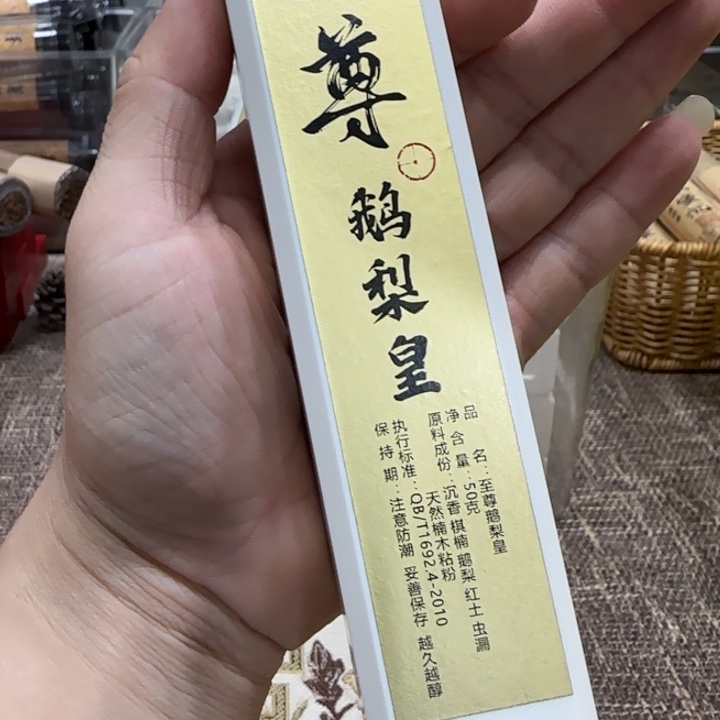 尊
鹅梨皇
品名：至尊鹅梨皇
净含量：50克
原料成份：沉香 棋楠 鹅梨 红土 虫漏
天然楠木粘粉
执行标准：QB/T1692.4-2010
保持期：注意防潮 妥善保存 越久越醇